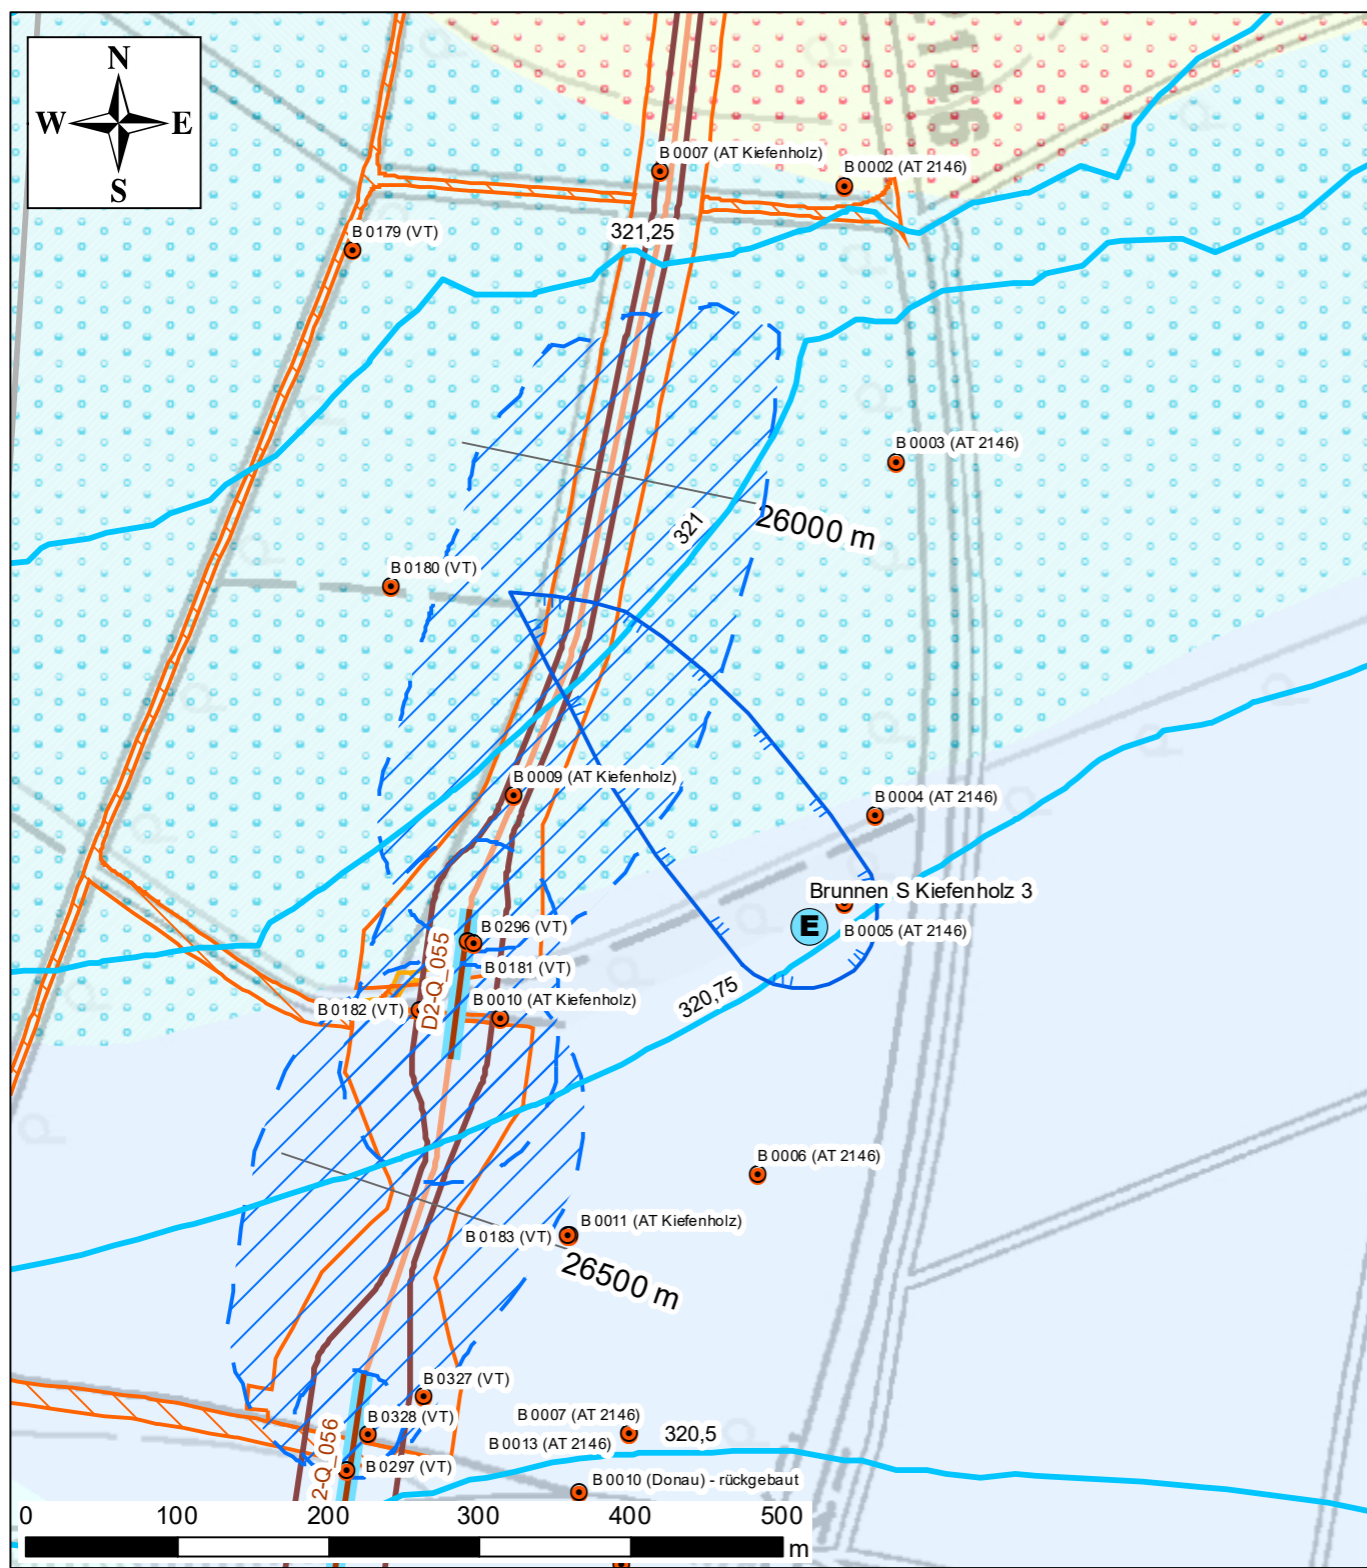 N
W E
S
2146
B 0007 (AT Kiefenholz)
B 0002 (AT 2146)
B 0179 (VT)
321,25
B 0003 (AT 2146)
26000 m
321
B 0180 (VT)
B 0009 (AT Kiefenholz)
B 0004 (AT 2146)
Brunnen S Kiefenholz 3
E
B 0005 (AT 2146)
B 0296 (VT)
D2-Q_055
B 0181 (VT)
320,75
B 0182 (VT)
B 0010 (AT Kiefenholz)
B 0006 (AT 2146)
B 0011 (AT Kiefenholz)
B 0183 (VT)
26500 m
B 0327 (VT)
B 0328 (VT)
B 0007 (AT 2146)
320,5
B 0013 (AT 2146)
2-Q_056
B 0297 (VT)
B 0010 (Donau) - rückgebaut
0 100 200 300 400 500
m